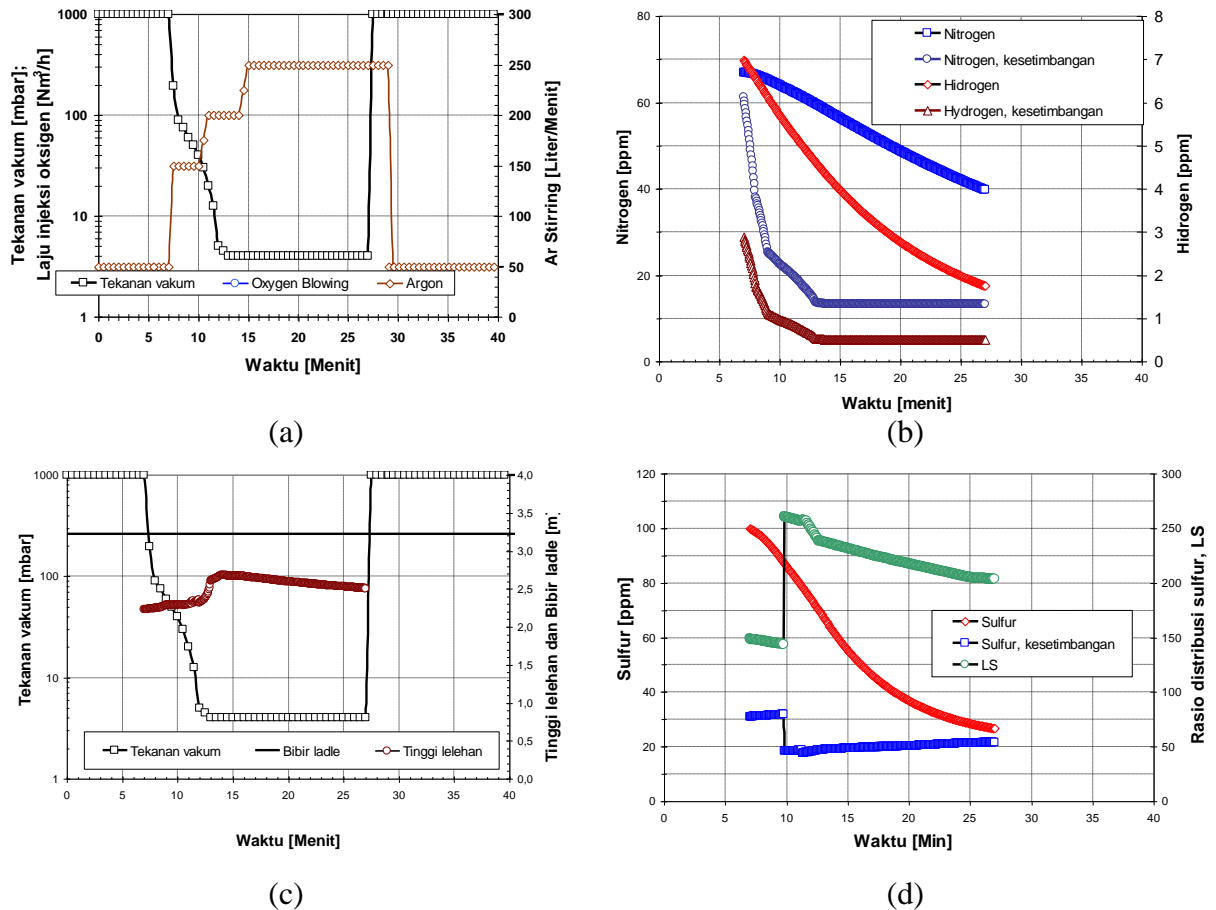 Tekanan vakum [mbar];
Laju injeksi oksigen [Nm³/h]
1000
100
10
1
0 10 20 30 40
Waktu [Menit]
300
250
200
150
100
50
0
Ar Stirring [Liter/Menit]
Tekanan vakum
Oxygen Blowing
Argon
(a)
Nitrogen [ppm]
80
60
40
20
0
0 5 10 15 20 25 30 35 40
Waktu [menit]
8
7
6
5
4
3
2
1
0
Hidrogen [ppm]
Nitrogen
Nitrogen, kesetimbangan
Hidrogen
Hydrogen, kesetimbangan
(b)
Tekanan vakum [mbar]
1000
100
10
1
0 5 10 15 20 25 30 35 40
Waktu [Menit]
4,0
3,5
3,0
2,5
2,0
1,5
1,0
0,5
0,0
Tinggi lelehan dan Bibir ladle [m]
Tekanan vakum
Bibir ladle
Tinggi lelehan
(c)
Sulfur [ppm]
120
100
80
60
40
20
0
0 5 10 15 20 25 30 35 40
Waktu [Min]
300
250
200
150
100
50
0
Rasio distribusi sulfur, LS
Sulfur
Sulfur, kesetimbangan
LS
(d)